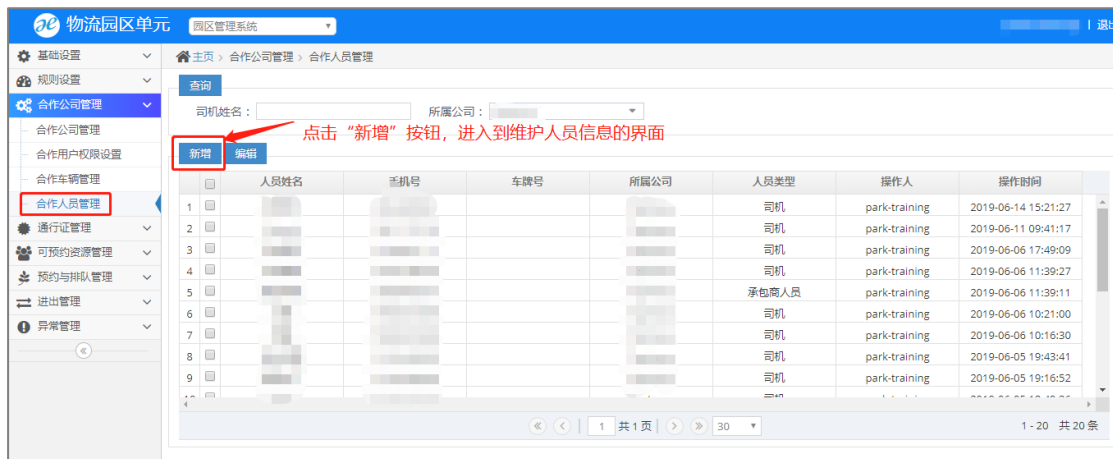 物流园区单元 园区管理系统 | 退出
基础设置
规则设置
合作公司管理
合作公司管理
合作用户权限设置
合作车辆管理
合作人员管理
通行证管理
可预约资源管理
预约与排队管理
进出管理
异常管理
主页 › 合作公司管理 › 合作人员管理
查询
司机姓名： 所属公司：
点击“新增”按钮，进入到维护人员信息的界面
新增 编辑
人员姓名 手机号 车牌号 所属公司 人员类型 操作人 操作时间
1 司机 park-training 2019-06-14 15:21:27
2 司机 park-training 2019-06-11 09:41:17
3 司机 park-training 2019-06-06 17:49:09
4 司机 park-training 2019-06-06 11:39:27
5 承包商人员 park-training 2019-06-06 11:39:11
6 司机 park-training 2019-06-06 10:21:00
7 司机 park-training 2019-06-06 10:16:30
8 司机 park-training 2019-06-05 19:43:41
9 司机 park-training 2019-06-05 19:16:52
1 共1页 30 1 - 20 共20条